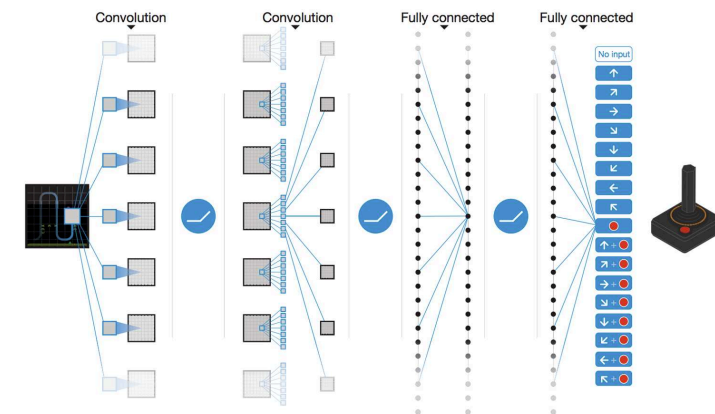 Convolution
Convolution
Fully connected
Fully connected
No input
+
+
+
+
+
+
+
+